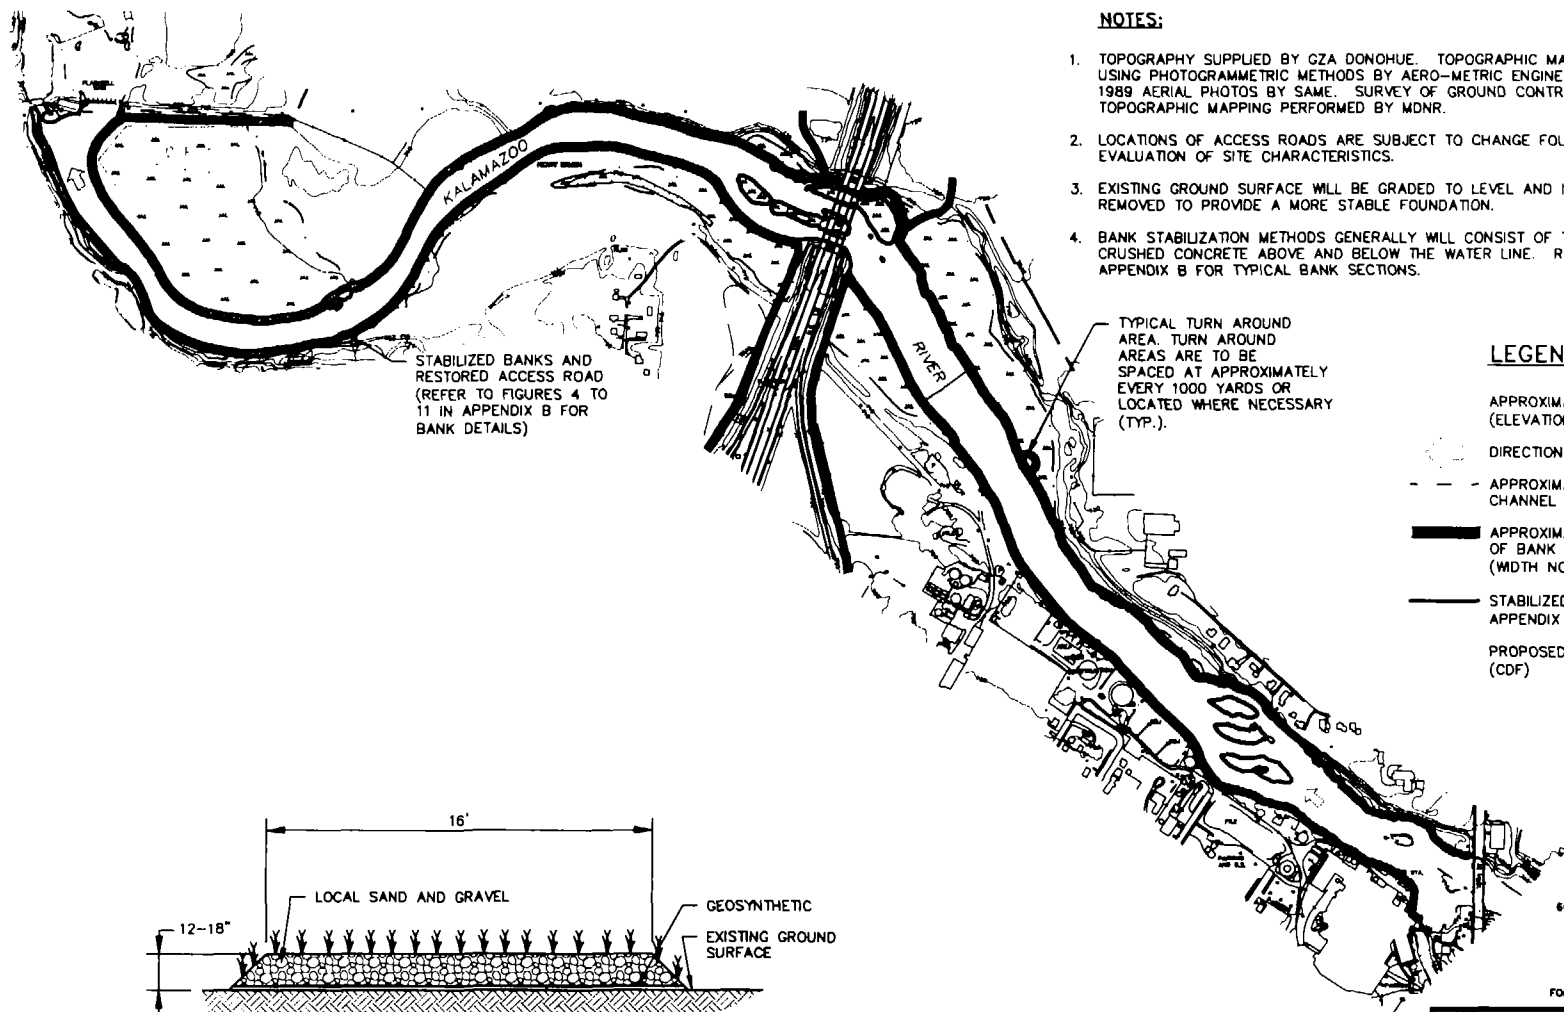 NOTES:
1. TOPOGRAPHY SUPPLIED BY GZA DONOHUE. TOPOGRAPHIC MA
USING PHOTOGRAMMETRIC METHODS BY AERO-METRIC ENGINE
1989 AERIAL PHOTOS BY SAME. SURVEY OF GROUND CONTR
TOPOGRAPHIC MAPPING PERFORMED BY MDNR.
2. LOCATIONS OF ACCESS ROADS ARE SUBJECT TO CHANGE FOL
EVALUATION OF SITE CHARACTERISTICS.
3. EXISTING GROUND SURFACE WILL BE GRADED TO LEVEL AND
REMOVED TO PROVIDE A MORE STABLE FOUNDATION.
4. BANK STABILIZATION METHODS GENERALLY WILL CONSIST OF
CRUSHED CONCRETE ABOVE AND BELOW THE WATER LINE. R
APPENDIX B FOR TYPICAL BANK SECTIONS.
KALAMAZOO
RIVER
TYPICAL TURN AROUND
AREA. TURN AROUND
AREAS ARE TO BE
SPACED AT APPROXIMATELY
EVERY 1000 YARDS OR
LOCATED WHERE NECESSARY
(TYP.).
STABILIZED BANKS AND
RESTORED ACCESS ROAD
(REFER TO FIGURES 4 TO
11 IN APPENDIX B FOR
BANK DETAILS)
LEGEN
APPROXIM
(ELEVATIO
DIRECTION
APPROXIM
CHANNEL
APPROXIM
OF BANK
(WIDTH NO
STABILIZED
APPENDIX
PROPOSED
(CDF)
16'
LOCAL SAND AND GRAVEL
12-18"
GEOSYNTHETIC
EXISTING GROUND
SURFACE
FO